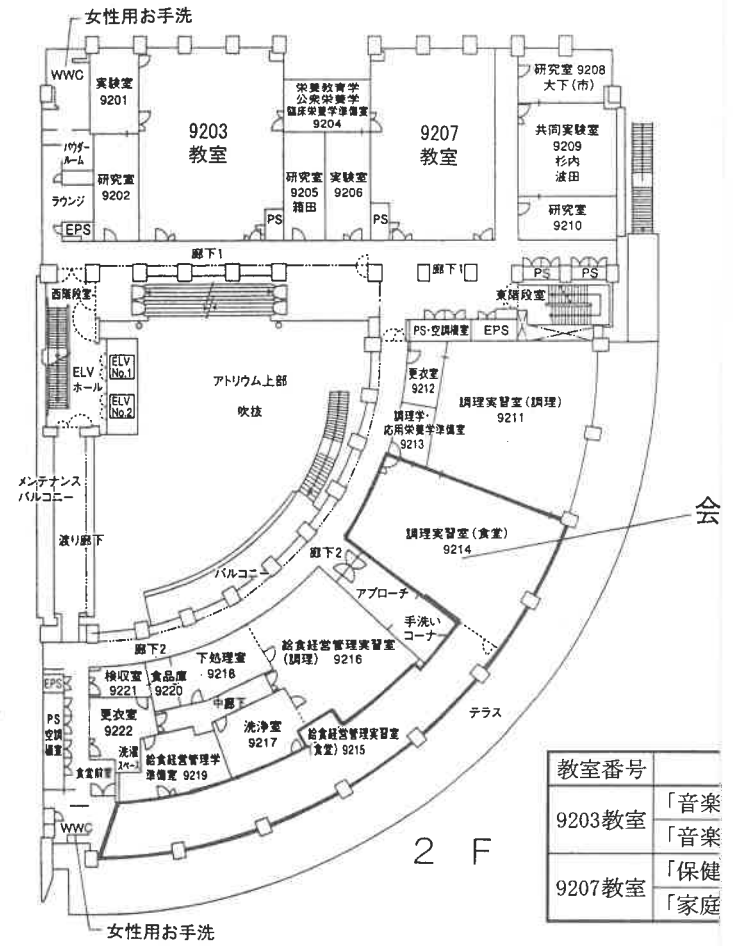 女性用お手洗
WWC
実験室
9201
9203
教室
栄養教育学
公衆栄養学
臨床栄養学準備室
9204
9207
教室
研究室 9208
大下(市)
共同実験室
9209
杉内
波田
パウダー
ルーム
研究室
9202
研究室
9205
箱田
実験室
9206
ラウンジ
EPS
PS
PS
研究室
9210
廊下1
廊下1
PS
PS
西階段室
東階段室
PS・空調機室
EPS
ELV
ホール
ELV
No.1
ELV
No.2
アトリウム上部
吹抜
更衣室
9212
調理実習室(調理)
9211
調理学・
応用栄養学準備室
9213
メンテナンス
バルコニー
渡り廊下
調理実習室(食堂)
9214
会
廊下2
バルコニー
アプローチ
手洗い
コーナ
廊下2
給食経営管理実習室
(調理) 9216
下処理室
9218
検収室
9221
食品庫
9220
EPS
中廊下
更衣室
9222
洗浄室
9217
テラス
PS
空調
機室
洗濯
スペース
給食経営管理学
準備室 9219
給食経営管理実習室
(食堂) 9215
食堂前室
WWC
2 F
女性用お手洗
教室番号
9203教室
「音楽
「音楽
9207教室
「保健
「家庭